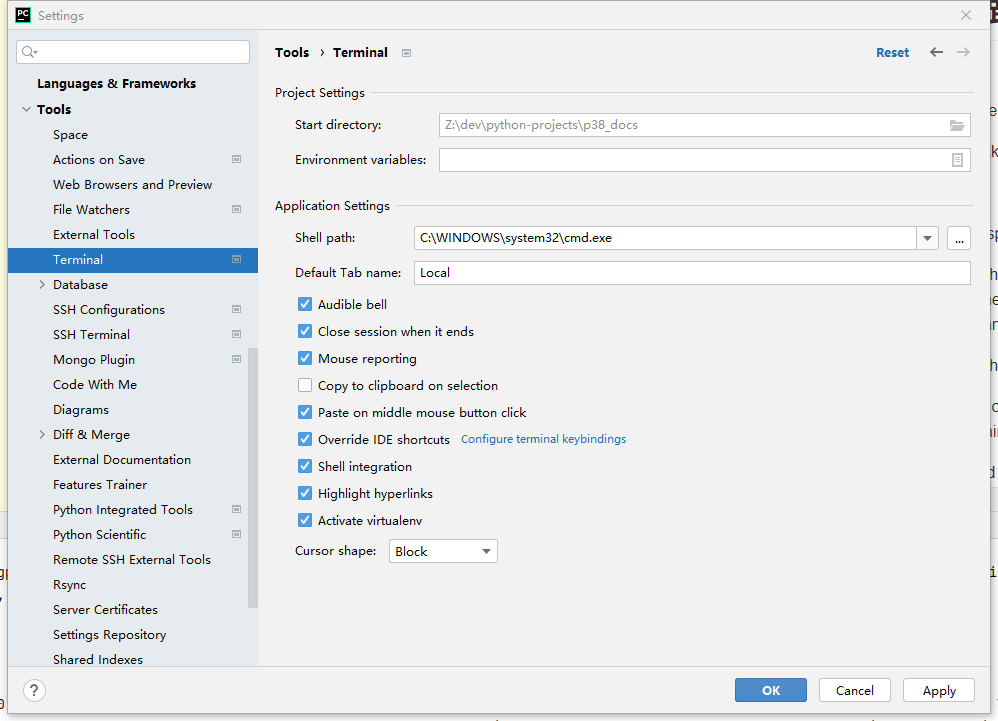 PC Settings
Languages & Frameworks
Tools
Space
Actions on Save
Web Browsers and Preview
File Watchers
External Tools
Terminal
Database
SSH Configurations
SSH Terminal
Mongo Plugin
Code With Me
Diagrams
Diff & Merge
External Documentation
Features Trainer
Python Integrated Tools
Python Scientific
Remote SSH External Tools
Rsync
Server Certificates
Settings Repository
Shared Indexes
Tools › Terminal
Reset
Project Settings
Start directory: Z:\dev\python-projects\p38_docs
Environment variables:
Application Settings
Shell path: C:\WINDOWS\system32\cmd.exe ...
Default Tab name: Local
Audible bell
Close session when it ends
Mouse reporting
Copy to clipboard on selection
Paste on middle mouse button click
Override IDE shortcuts Configure terminal keybindings
Shell integration
Highlight hyperlinks
Activate virtualenv
Cursor shape: Block
? OK Cancel Apply